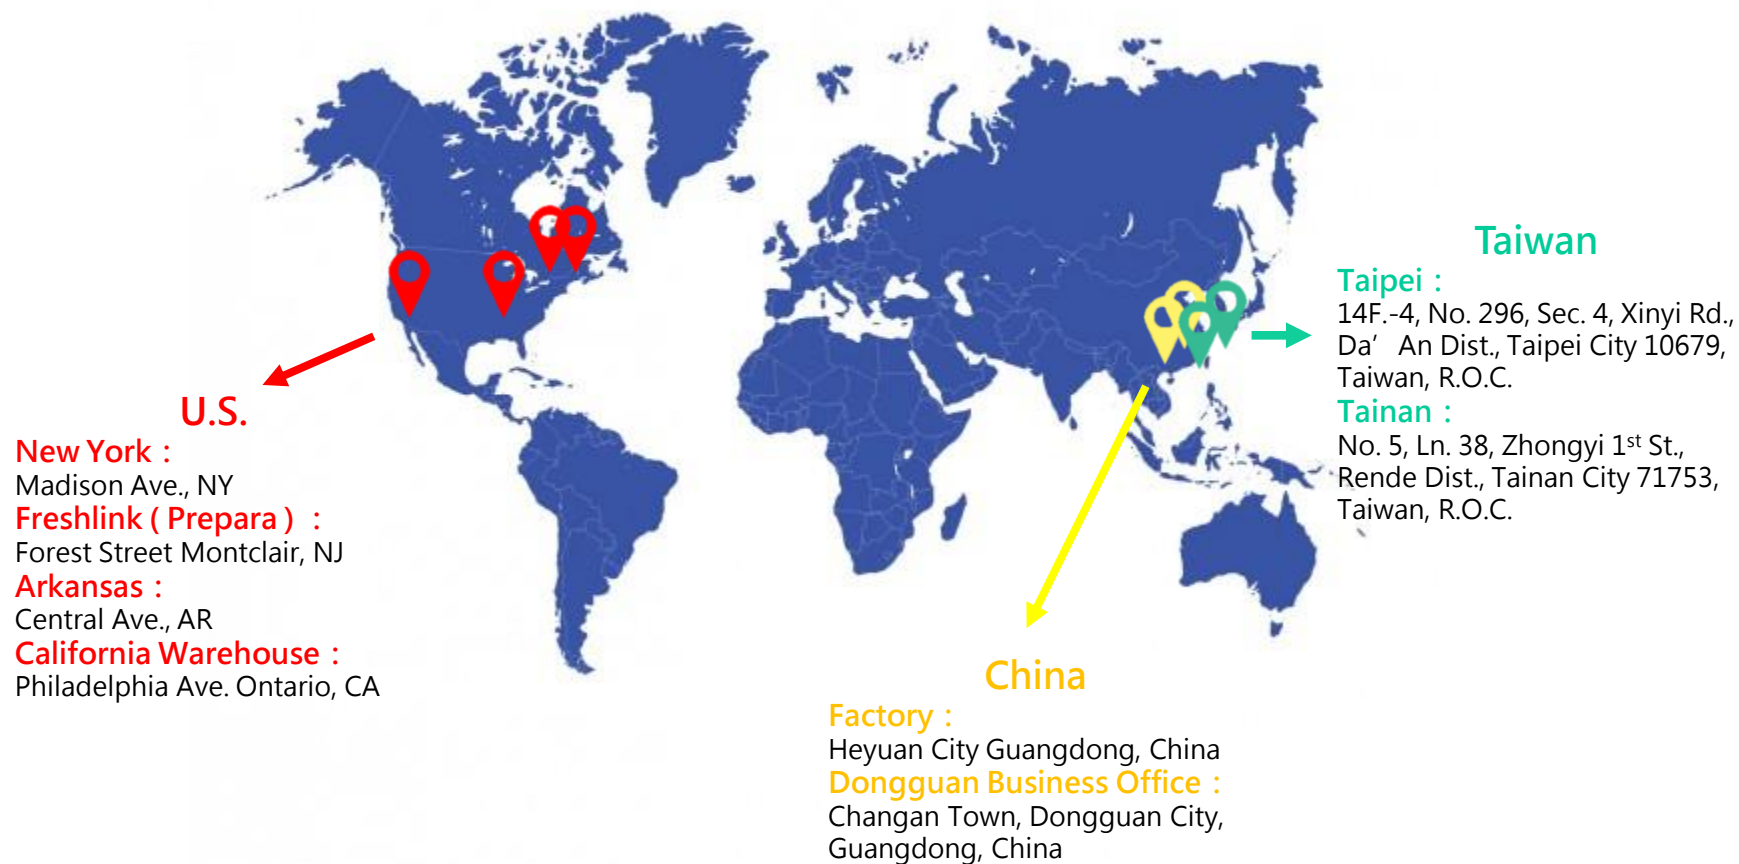 U.S.
New York：
Madison Ave., NY
Freshlink ( Prepara ) ：
Forest Street Montclair, NJ
Arkansas：
Central Ave., AR
California Warehouse：
Philadelphia Ave. Ontario, CA
China
Factory：
Heyuan City Guangdong, China
Dongguan Business Office：
Changan Town, Dongguan City,
Guangdong, China
Taiwan
Taipei：
14F.-4, No. 296, Sec. 4, Xinyi Rd.,
Da’ An Dist., Taipei City 10679,
Taiwan, R.O.C.
Tainan：
No. 5, Ln. 38, Zhongyi 1st St.,
Rende Dist., Tainan City 71753,
Taiwan, R.O.C.